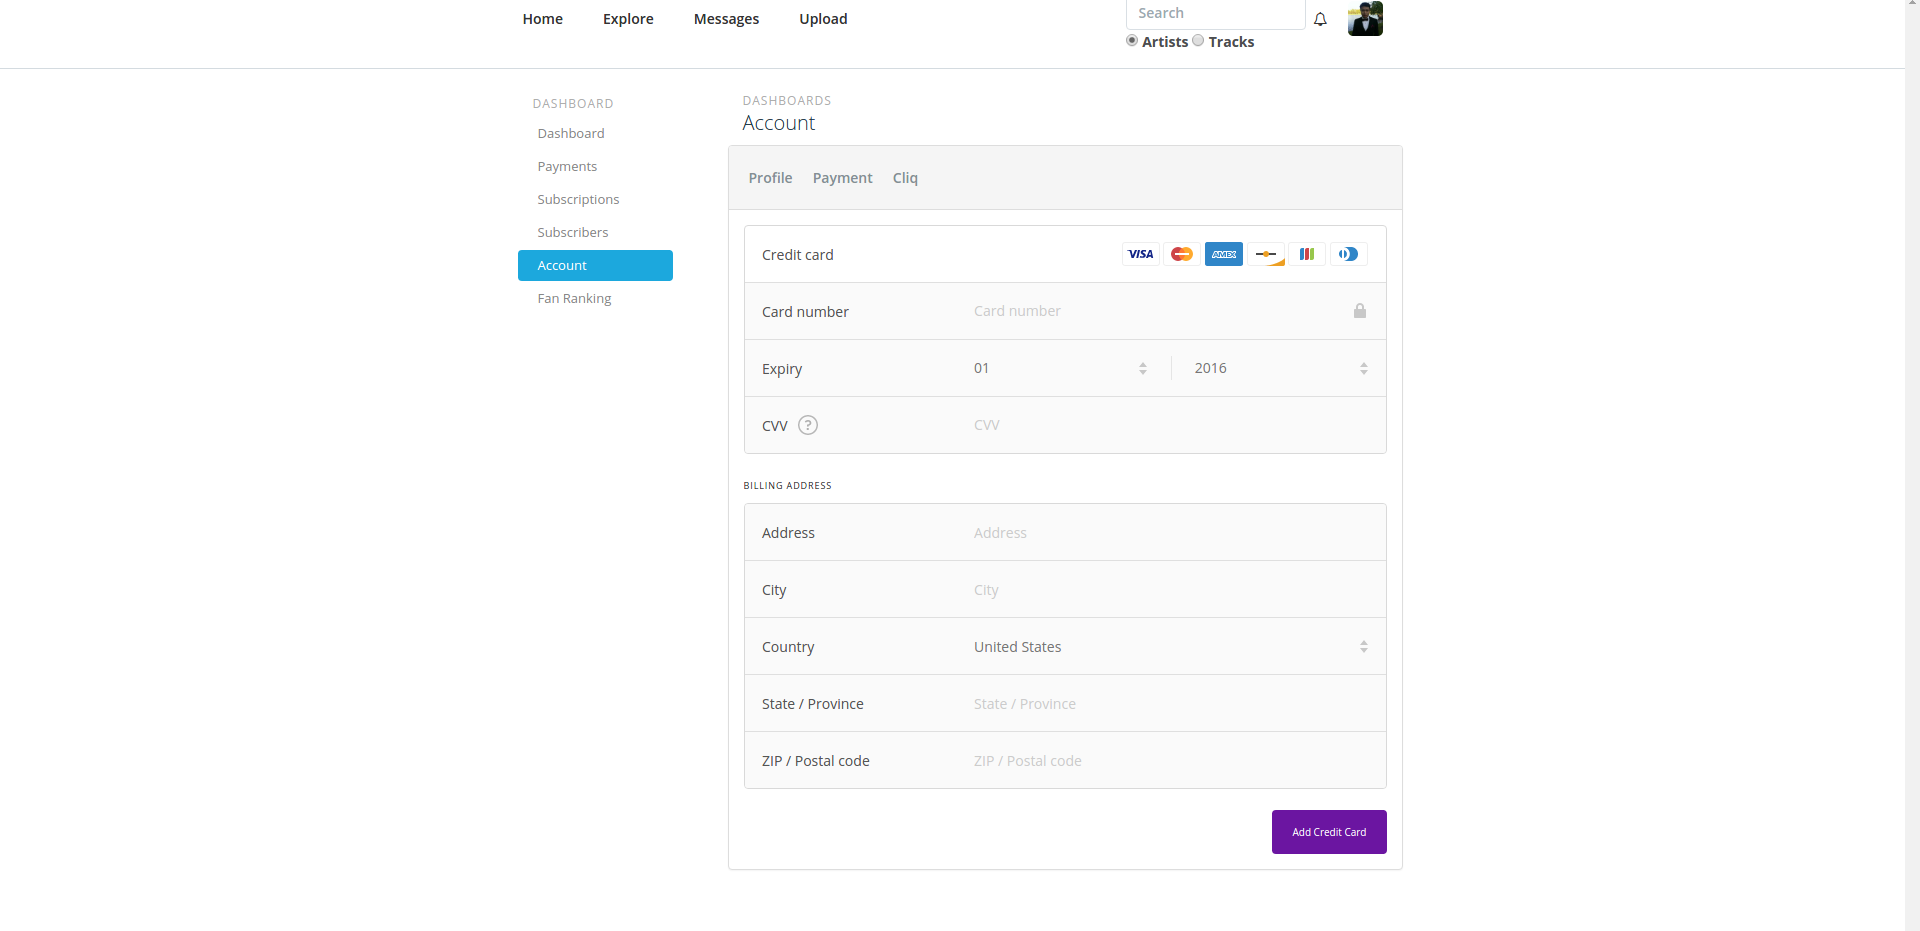 Home Explore Messages Upload Search
Artists Tracks
DASHBOARD
Dashboard
Payments
Subscriptions
Subscribers
Account
Fan Ranking
DASHBOARDS
Account
Profile Payment Cliq
Credit card VISA AMEX
Card number Card number
Expiry 01 2016
CVV ? CVV
BILLING ADDRESS
Address Address
City City
Country United States
State / Province State / Province
ZIP / Postal code ZIP / Postal code
Add Credit Card